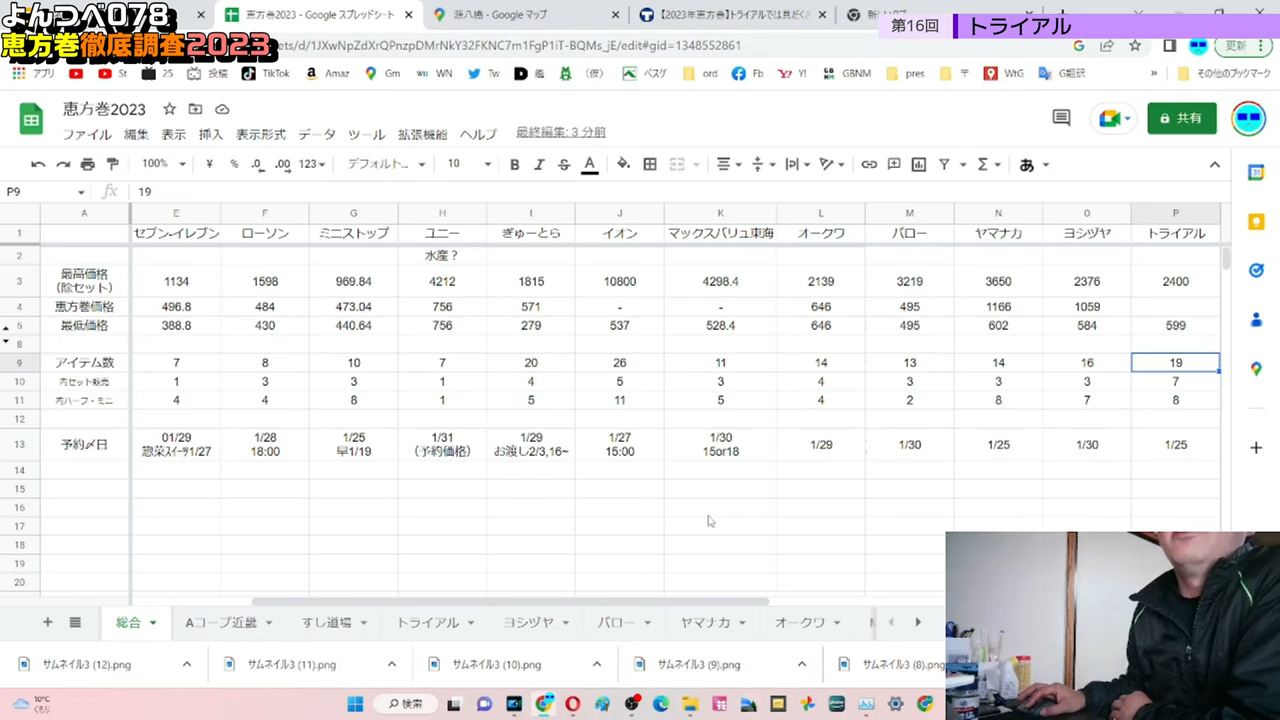 よんつべ078
恵方巻徹底調査2023
恵方巻2023 - Google スプレッドシート
源八橋 - Google マップ
【2023年恵方巻】トライアルでは具だく
第16回
トライアル
ets/d/1JXwNpZdXrQPnzpDMrNkY32FKNC7m1FgP1iT-BQMs_jE/edit#gid=1348552861
更新
アプリ
St
25
投稿
TikTok
Amaz
Gm
WN
Tw
艦
(仮)
ベスゲ
ord
Fb
Y!
GBNM
pres
〒
WtG
G翻訳
»
その他のブックマーク
恵方巻2023
ファイル 編集 表示 挿入 表示形式 データ ツール 拡張機能 ヘルプ 最終編集: 3 分前
共有
100% ¥ % .0 .00 123 デフォルト... 10 B I S A Σ あ
P9 fx 19
A E F G H I J K L M N O P
1 セブン-イレブン ローソン ミニストップ ユニー ぎゅーとら イオン マックスバリュ東海 オークワ バロー ヤマナカ ヨシヅヤ トライアル
2 水産？
3 最高価格 (除セット) 1134 1598 969.84 4212 1815 10800 4298.4 2139 3219 3650 2376 2400
4 恵方巻価格 496.8 484 473.04 756 571 - - 646 495 1166 1059
5 最低価格 388.8 430 440.64 756 279 537 528.4 646 495 602 584 599
8
9 アイテム数 7 8 10 7 20 26 11 14 13 14 16 19
10 内セット販売 1 3 3 1 4 5 3 4 3 3 3 7
11 内ハーフ・ミニ 4 4 8 1 5 11 5 4 2 8 7 8
12
13 予約〆日 01/29 惣菜ｽｲｰﾂ1/27 1/28 18:00 1/25 早1/19 1/31 (予約価格) 1/29 お渡し2/3,16~ 1/27 15:00 1/30 15or18 1/29 1/30 1/25 1/30 1/25
14
15
16
17
18
19
20
総合 Aコープ近畿 すし道場 トライアル ヨシヅヤ バロー ヤマナカ オークワ
サムネイル3 (12).png
サムネイル3 (11).png
サムネイル3 (10).png
サムネイル3 (9).png
サムネイル3 (8).png
10℃
くもり
検索